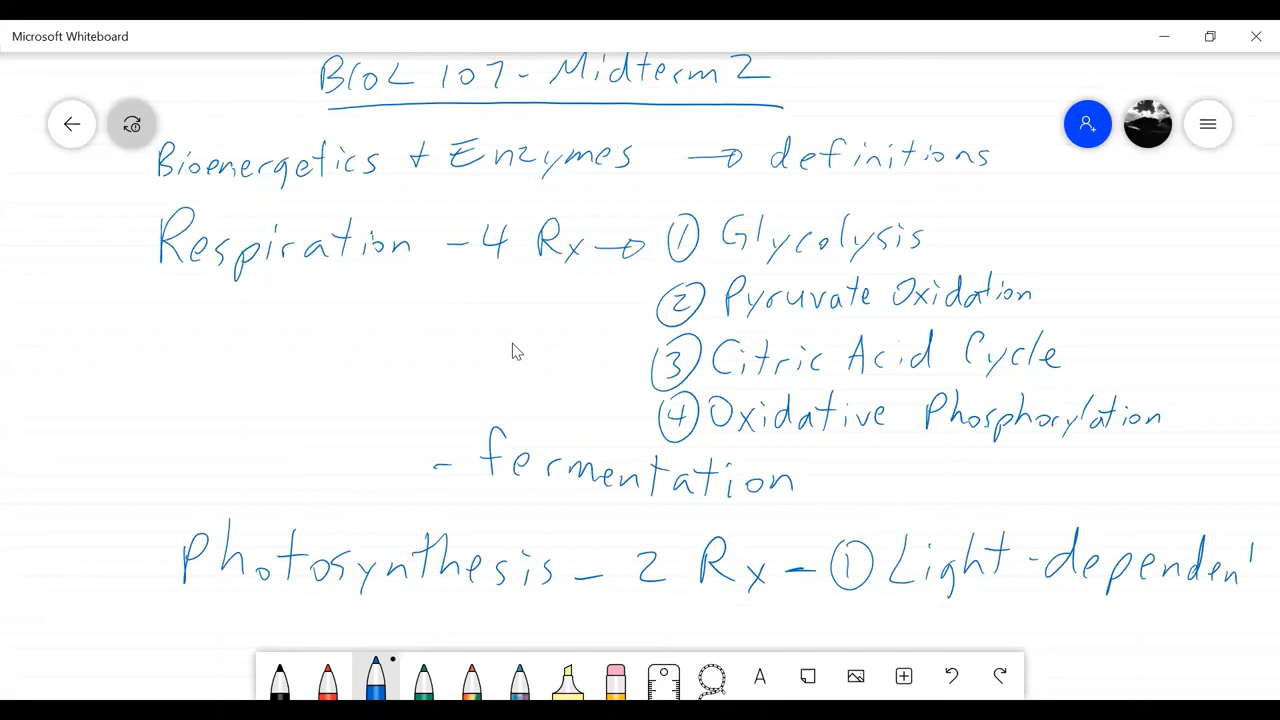 Microsoft Whiteboard
BIOL 107 - Midterm 2
Bioenergetics + Enzymes → definitions
Respiration - 4 Rx → ① Glycolysis
② Pyruvate Oxidation
③ Citric Acid Cycle
④ Oxidative Phosphorylation
- fermentation
Photosynthesis - 2 Rx - ① Light-dependent
A